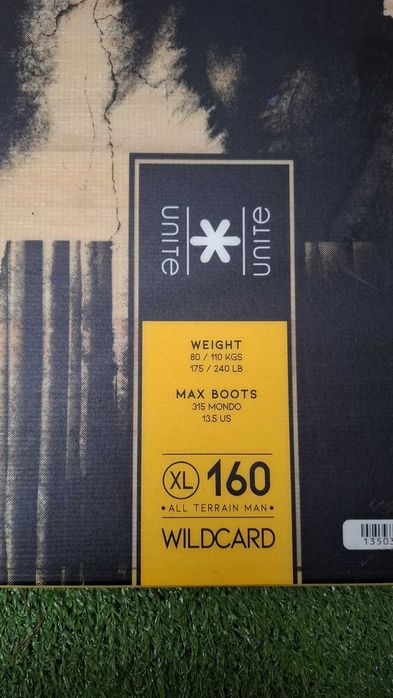 unite
unite
WEIGHT
80 / 110 KGS
175 / 240 LB
MAX BOOTS
315 MONDO
13.5 US
XL 160
• ALL TERRAIN MAN •
WILDCARD
13503